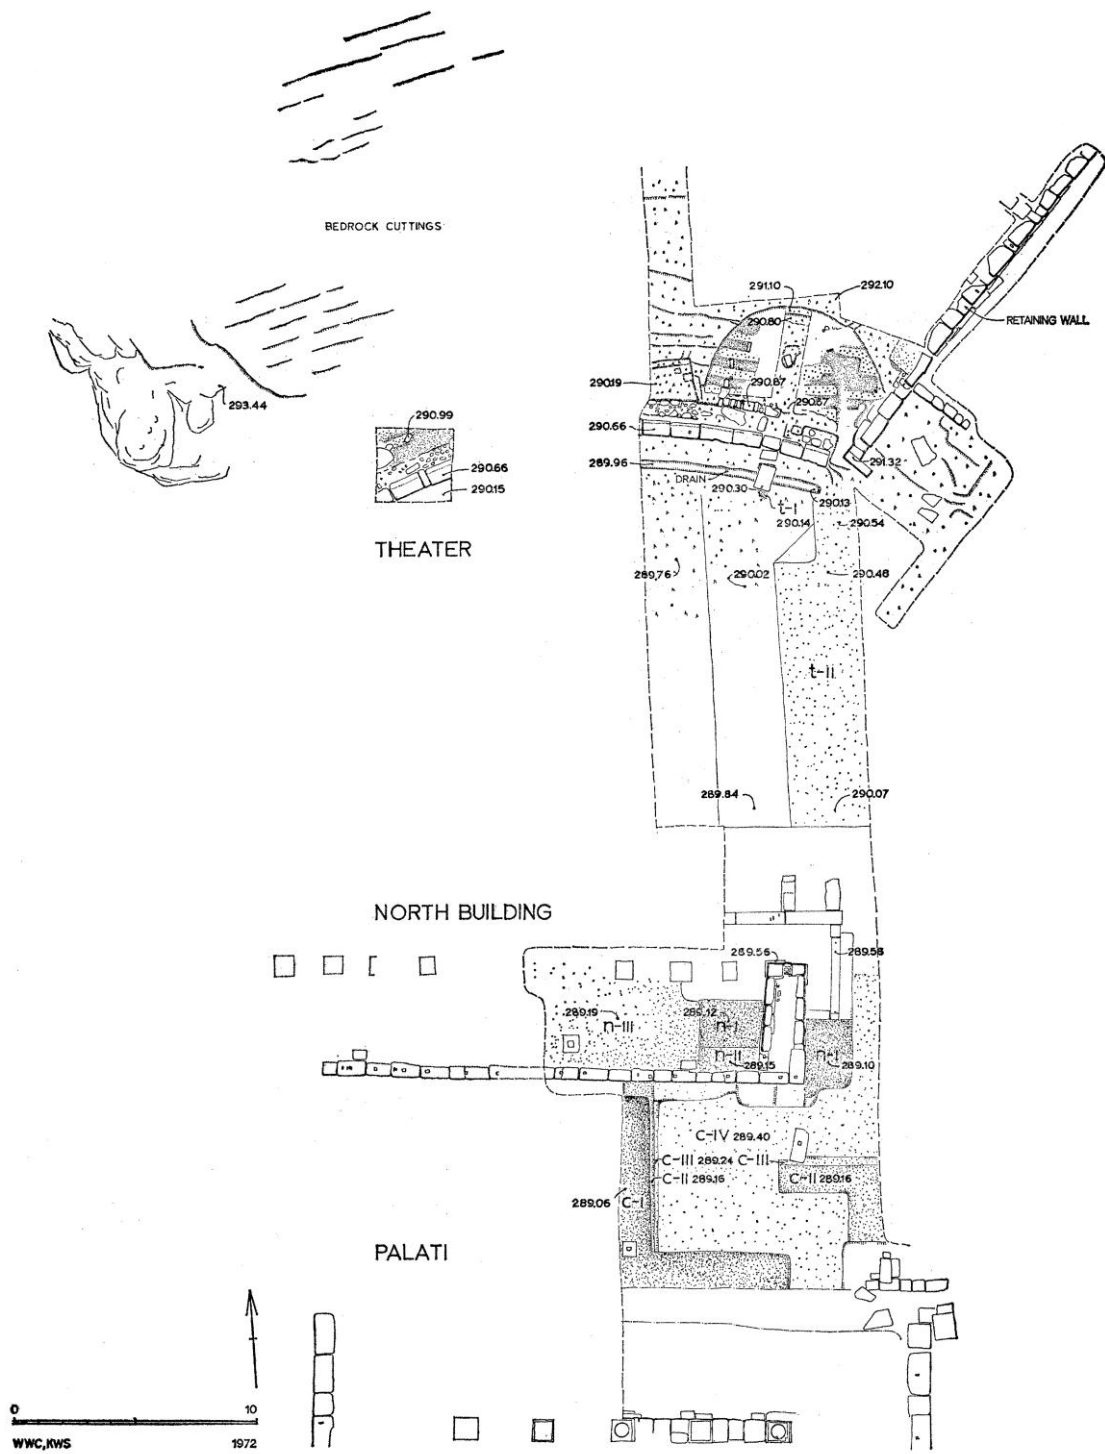 BEDROCK CUTTINGS
291.10
292.10
290.80
RETAINING WALL
293.44
290.19
290.87
290.87
290.99
290.66
290.66
290.15
289.96
291.32
DRAIN
290.30
290.13
t-I
290.14
290.54
THEATER
289.76
290.02
290.48
t-II
289.84
290.07
NORTH BUILDING
289.56
289.58
289.19
n-III
289.12
n-I
n-II
289.15
n-I
289.10
C-IV 289.40
C-III 289.24 C-III
C-II 289.16
C-II 289.16
289.06
C-I
PALATI
0
10
WWC,KWS
1972